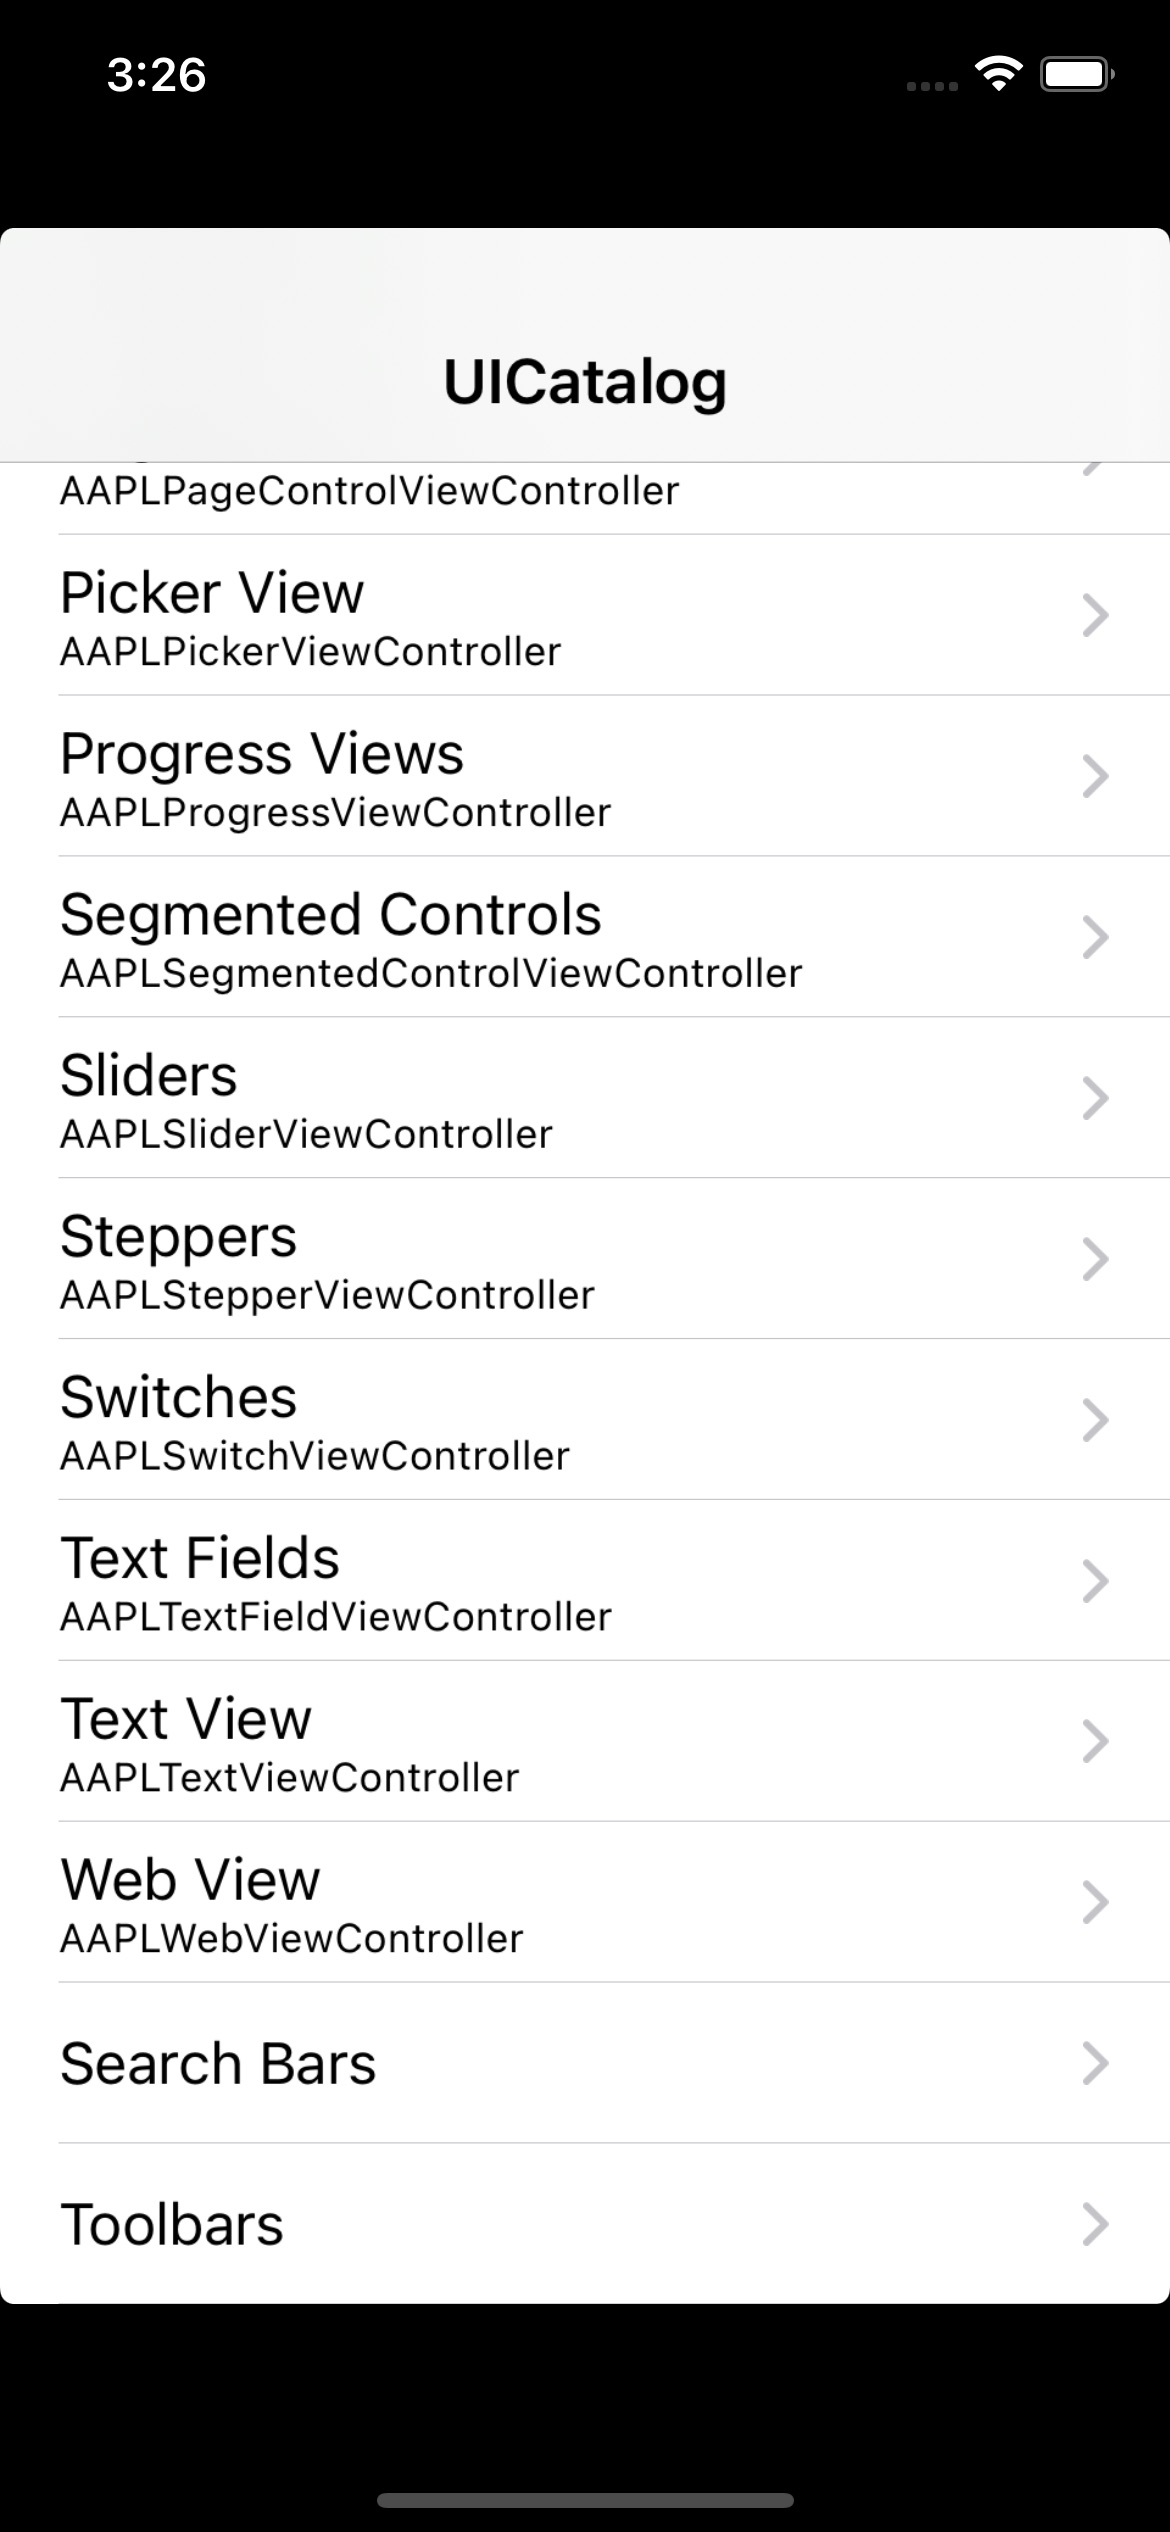 3:26
UICatalog
AAPLPageControlViewController
Picker View
AAPLPickerViewController
Progress Views
AAPLProgressViewController
Segmented Controls
AAPLSegmentedControlViewController
Sliders
AAPLSliderViewController
Steppers
AAPLStepperViewController
Switches
AAPLSwitchViewController
Text Fields
AAPLTextFieldViewController
Text View
AAPLTextViewController
Web View
AAPLWebViewController
Search Bars
Toolbars